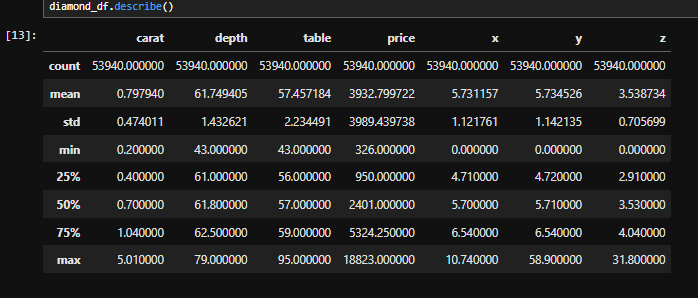 diamond_df.describe()
[13]:
carat depth table price x y z
count 53940.000000 53940.000000 53940.000000 53940.000000 53940.000000 53940.000000 53940.000000
mean 0.797940 61.749405 57.457184 3932.799722 5.731157 5.734526 3.538734
std 0.474011 1.432621 2.234491 3989.439738 1.121761 1.142135 0.705699
min 0.200000 43.000000 43.000000 326.000000 0.000000 0.000000 0.000000
25% 0.400000 61.000000 56.000000 950.000000 4.710000 4.720000 2.910000
50% 0.700000 61.800000 57.000000 2401.000000 5.700000 5.710000 3.530000
75% 1.040000 62.500000 59.000000 5324.250000 6.540000 6.540000 4.040000
max 5.010000 79.000000 95.000000 18823.000000 10.740000 58.900000 31.800000